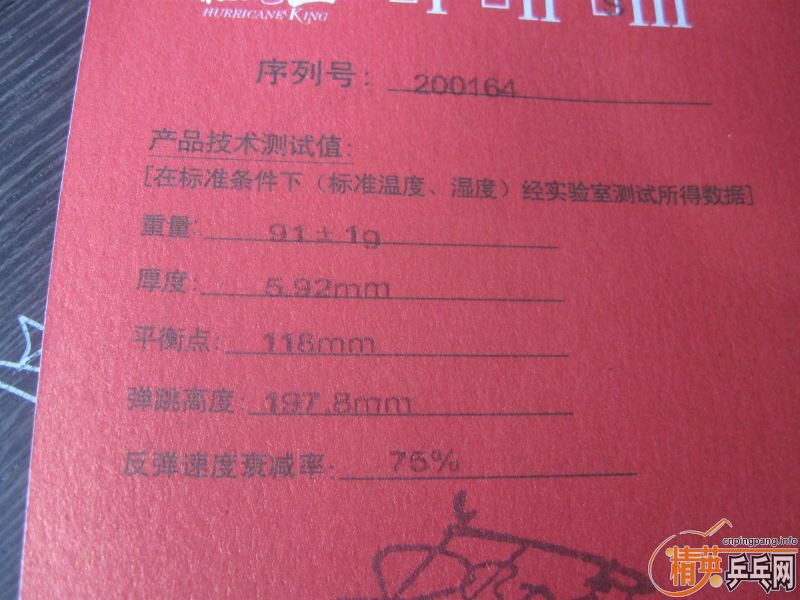 HURRICANE KING
序列号: 200164
产品技术测试值:
[在标准条件下（标准温度、湿度）经实验室测试所得数据]
重量: 91±1g
厚度: 5.92mm
平衡点: 118mm
弹跳高度: 197.8mm
反弹速度衰减率: 75%
cnpingpang.info
精英乒乓网